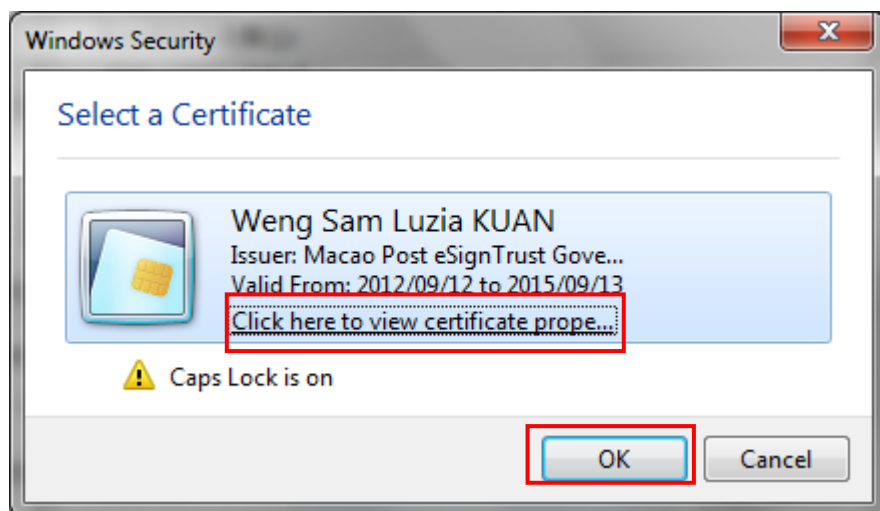 Windows Security
Select a Certificate
Weng Sam Luzia KUAN
Issuer: Macao Post eSignTrust Gove...
Valid From: 2012/09/12 to 2015/09/13
Click here to view certificate prope...
Caps Lock is on
OK
Cancel